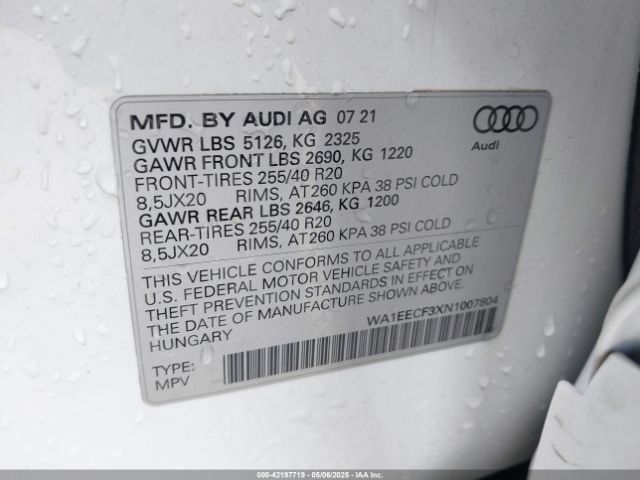 MFD. BY AUDI AG 07 21
GVWR LBS 5126, KG 2325
GAWR FRONT LBS 2690, KG 1220
FRONT-TIRES 255/40 R20
8,5JX20 RIMS, AT260 KPA 38 PSI COLD
GAWR REAR LBS 2646, KG 1200
REAR-TIRES 255/40 R20
8,5JX20 RIMS, AT260 KPA 38 PSI COLD
Audi
THIS VEHICLE CONFORMS TO ALL APPLICABLE
U.S. FEDERAL MOTOR VEHICLE SAFETY AND
THEFT PREVENTION STANDARDS IN EFFECT ON
THE DATE OF MANUFACTURE SHOWN ABOVE.
HUNGARY
WA1EECF3XN1007804
TYPE:
MPV
000-42197719 - 05/06/2025 - IAAI.com